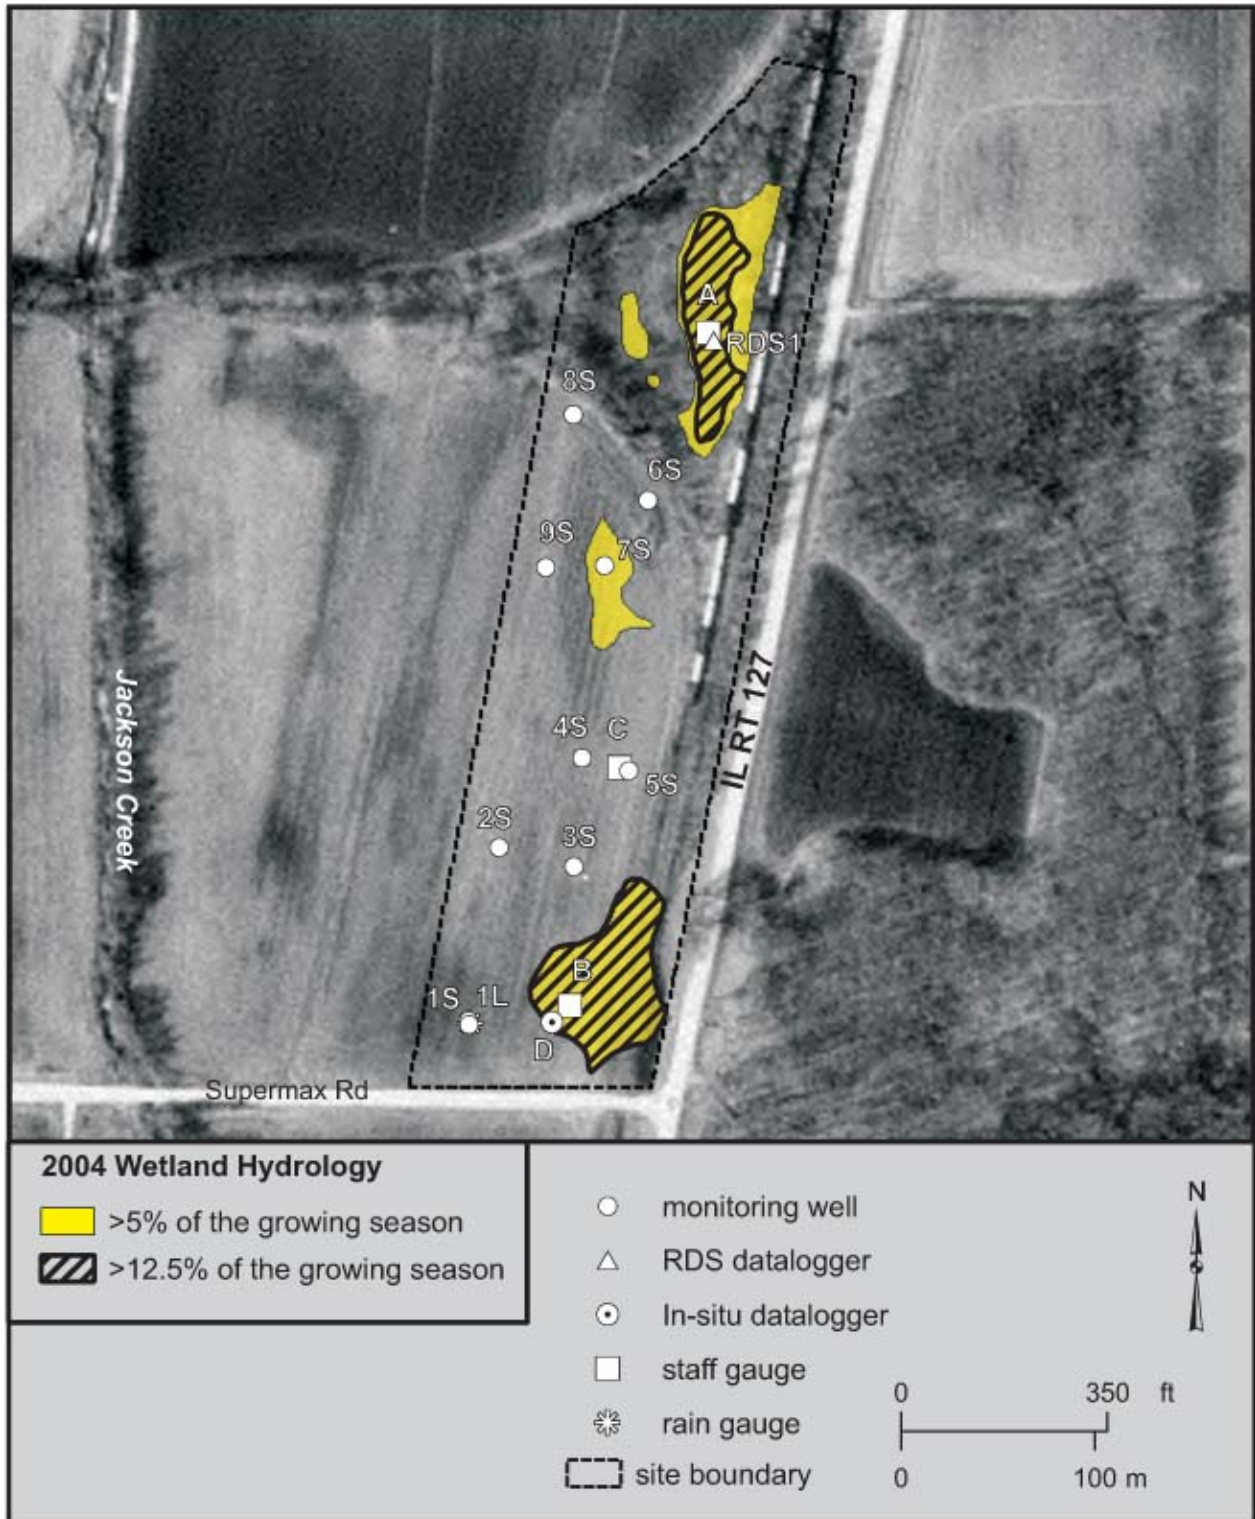 A
RDS1
8S
6S
9S
7S
4S
C
5S
2S
3S
B
1S
1L
D
Jackson Creek
IL RT 127
Supermax Rd
2004 Wetland Hydrology
>5% of the growing season
>12.5% of the growing season
monitoring well
RDS datalogger
In-situ datalogger
staff gauge
rain gauge
site boundary
N
0 350 ft
0 100 m